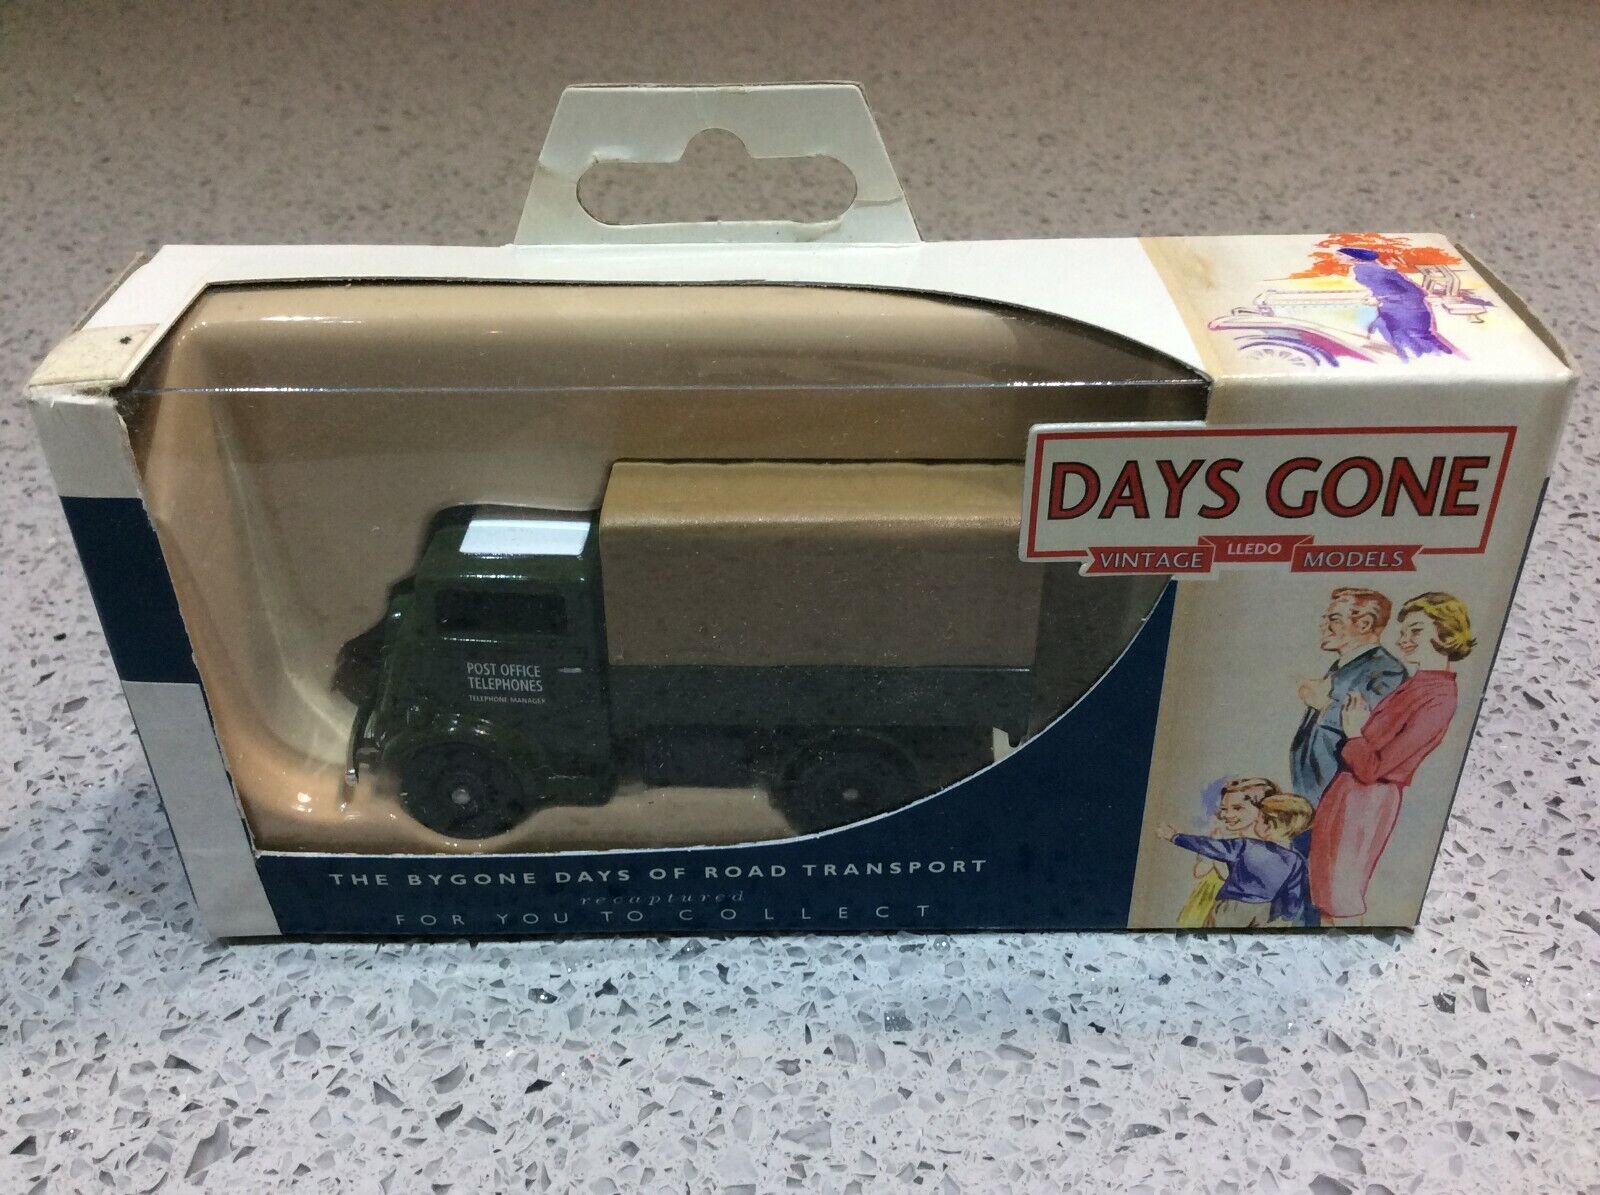 DAYS GONE
VINTAGE LLEDO MODELS
POST OFFICE
TELEPHONES
TELEPHONE MANAGER
THE BYGONE DAYS OF ROAD TRANSPORT
recaptured
FOR YOU TO COLLECT